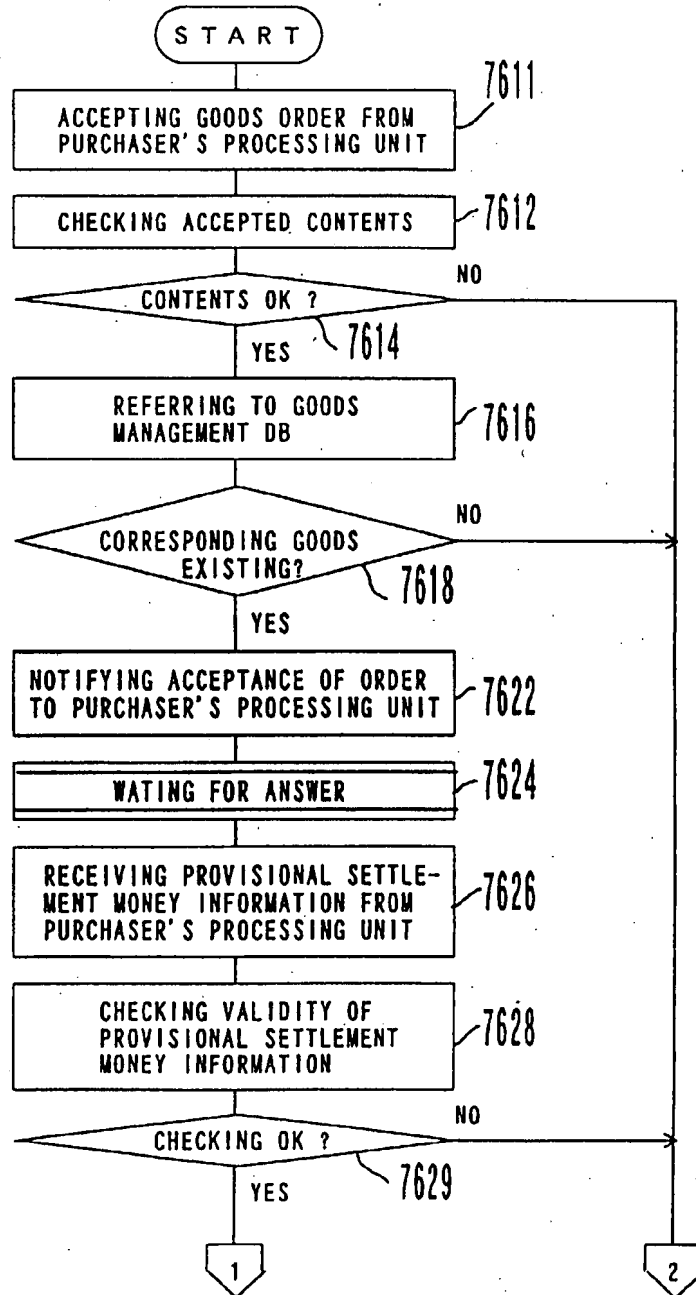 START
7611
ACCEPTING GOODS ORDER FROM
PURCHASER'S PROCESSING UNIT
7612
CHECKING ACCEPTED CONTENTS
NO
CONTENTS OK ?
7614
YES
REFERRING TO GOODS
MANAGEMENT DB
7616
NO
CORRESPONDING GOODS
EXISTING?
7618
YES
NOTIFYING ACCEPTANCE OF ORDER
TO PURCHASER'S PROCESSING UNIT
7622
WATING FOR ANSWER
7624
RECEIVING PROVISIONAL SETTLE-
MENT MONEY INFORMATION FROM
PURCHASER'S PROCESSING UNIT
7626
CHECKING VALIDITY OF
PROVISIONAL SETTLEMENT
MONEY INFORMATION
7628
NO
CHECKING OK ?
7629
YES
1
2